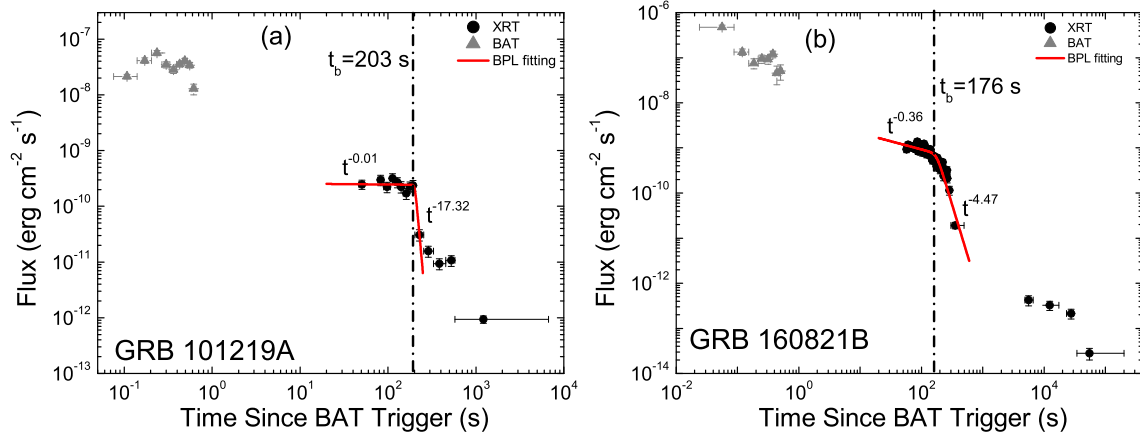 (a)
XRT
BAT
BPL fitting
t_b=203 s
t^-0.01
t^-17.32
GRB 101219A
Flux (erg cm^-2 s^-1)
10^-7
10^-8
10^-9
10^-10
10^-11
10^-12
10^-13
10^-1
10^0
10^1
10^2
10^3
10^4
Time Since BAT Trigger (s)
(b)
XRT
BAT
BPL fitting
t_b=176 s
t^-0.36
t^-4.47
GRB 160821B
Flux (erg cm^-2 s^-1)
10^-6
10^-8
10^-10
10^-12
10^-14
10^-2
10^0
10^2
10^4
Time Since BAT Trigger (s)